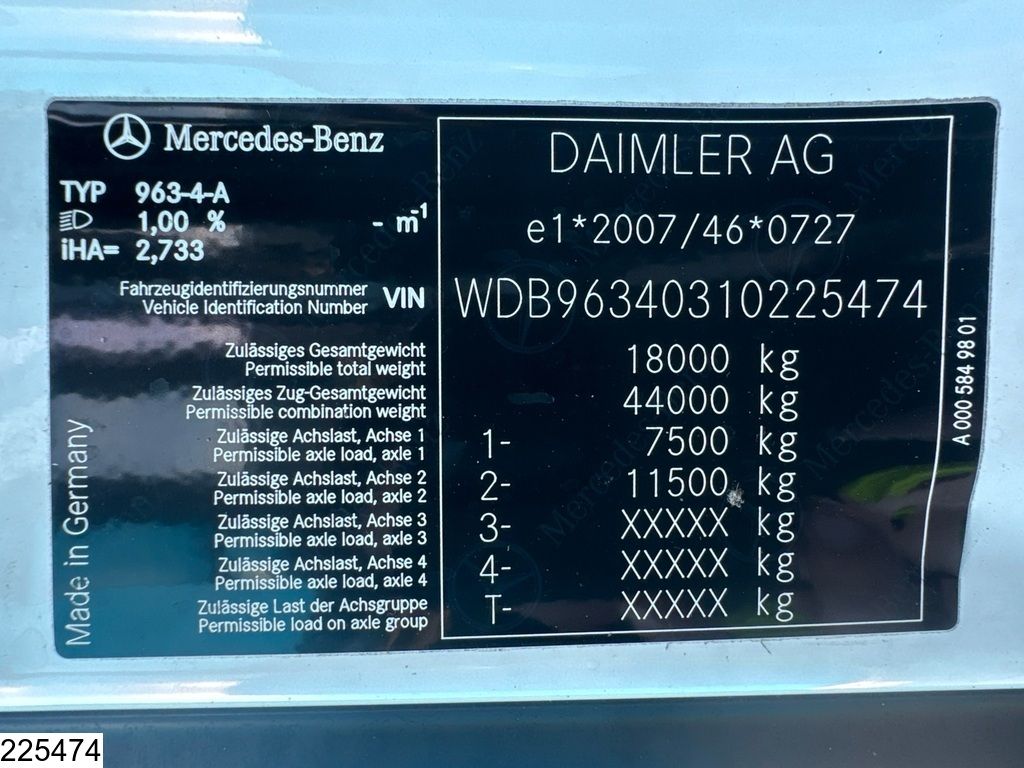 Mercedes-Benz
TYP 963-4-A
1,00 % - m-1
iHA= 2,733
DAIMLER AG
e1*2007/46*0727
Fahrzeugidentifizierungsnummer
Vehicle Identification Number
VIN WDB96340310225474
Zulässiges Gesamtgewicht
Permissible total weight
18000 kg
Zulässiges Zug-Gesamtgewicht
Permissible combination weight
44000 kg
Zulässige Achslast, Achse 1
Permissible axle load, axle 1
1- 7500 kg
Zulässige Achslast, Achse 2
Permissible axle load, axle 2
2- 11500 kg
Zulässige Achslast, Achse 3
Permissible axle load, axle 3
3- XXXXX kg
Zulässige Achslast, Achse 4
Permissible axle load, axle 4
4- XXXXX kg
Zulässige Last der Achsgruppe
Permissible load on axle group
T- XXXXX kg
Made in Germany
A 000 584 98 01
225474